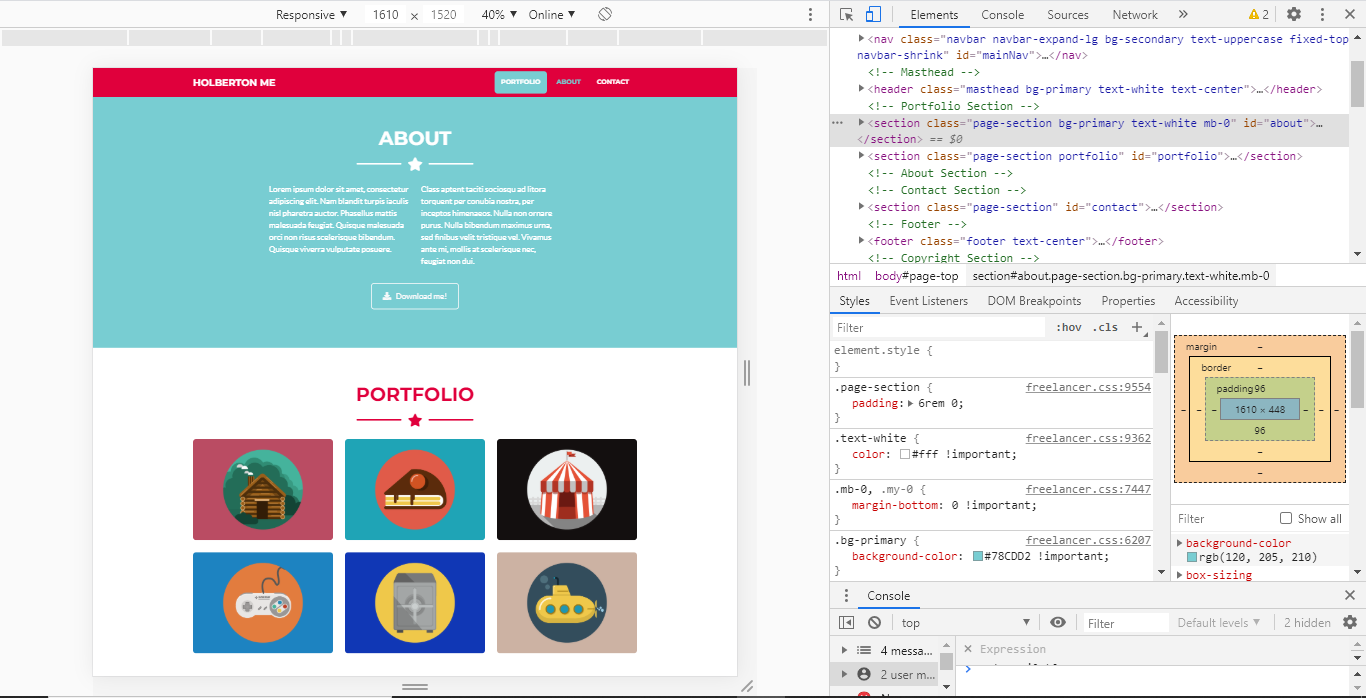 Responsive ▼ 1610 x 1520 40% ▼ Online ▼
HOLBERTON ME
PORTFOLIO ABOUT CONTACT
ABOUT
Lorem ipsum dolor sit amet, consectetur
adipiscing elit. Nam blandit turpis iaculis
nisl pharetra auctor. Phasellus mattis
malesuada feugiat. Quisque malesuada
orci non risus scelerisque bibendum.
Quisque viverra vulputate posuere.
Class aptent taciti sociosqu ad litora
torquent per conubia nostra, per
inceptos himenaeos. Nulla non ornare
purus. Nulla bibendum maximus urna,
sed finibus velit tristique vel. Vivamus
ante mi, mollis at scelerisque nec,
feugiat non dui.
Download me!
PORTFOLIO
Elements Console Sources Network » 2
<nav class="navbar navbar-expand-lg bg-secondary text-uppercase fixed-top
navbar-shrink" id="mainNav">…</nav>
<!-- Masthead -->
<header class="masthead bg-primary text-white text-center">…</header>
<!-- Portfolio Section -->
<section class="page-section bg-primary text-white mb-0" id="about">…
</section> == $0
<section class="page-section portfolio" id="portfolio">…</section>
<!-- About Section -->
<!-- Contact Section -->
<section class="page-section" id="contact">…</section>
<!-- Footer -->
<footer class="footer text-center">…</footer>
<!-- Copyright Section -->
html body#page-top section#about.page-section.bg-primary.text-white.mb-0
Styles Event Listeners DOM Breakpoints Properties Accessibility
Filter :hov .cls +
element.style {
}
.page-section { freelancer.css:9554
padding: 6rem 0;
}
.text-white { freelancer.css:9362
color: #fff !important;
}
.mb-0, .my-0 { freelancer.css:7447
margin-bottom: 0 !important;
}
.bg-primary { freelancer.css:6207
background-color: #78CDD2 !important;
}
margin –
border –
padding 96
– – – 1610 × 448 – – –
96
–
–
Filter Show all
background-color
rgb(120, 205, 210)
box-sizing
Console
top ▼ Filter Default levels ▼ 2 hidden
4 messa...
2 user m...
Expression